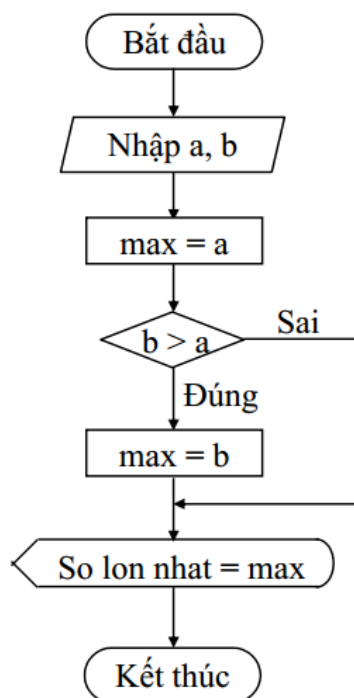 Bắt đầu
Nhập a, b
max = a
b > a
Sai
Đúng
max = b
So lon nhat = max
Kết thúc